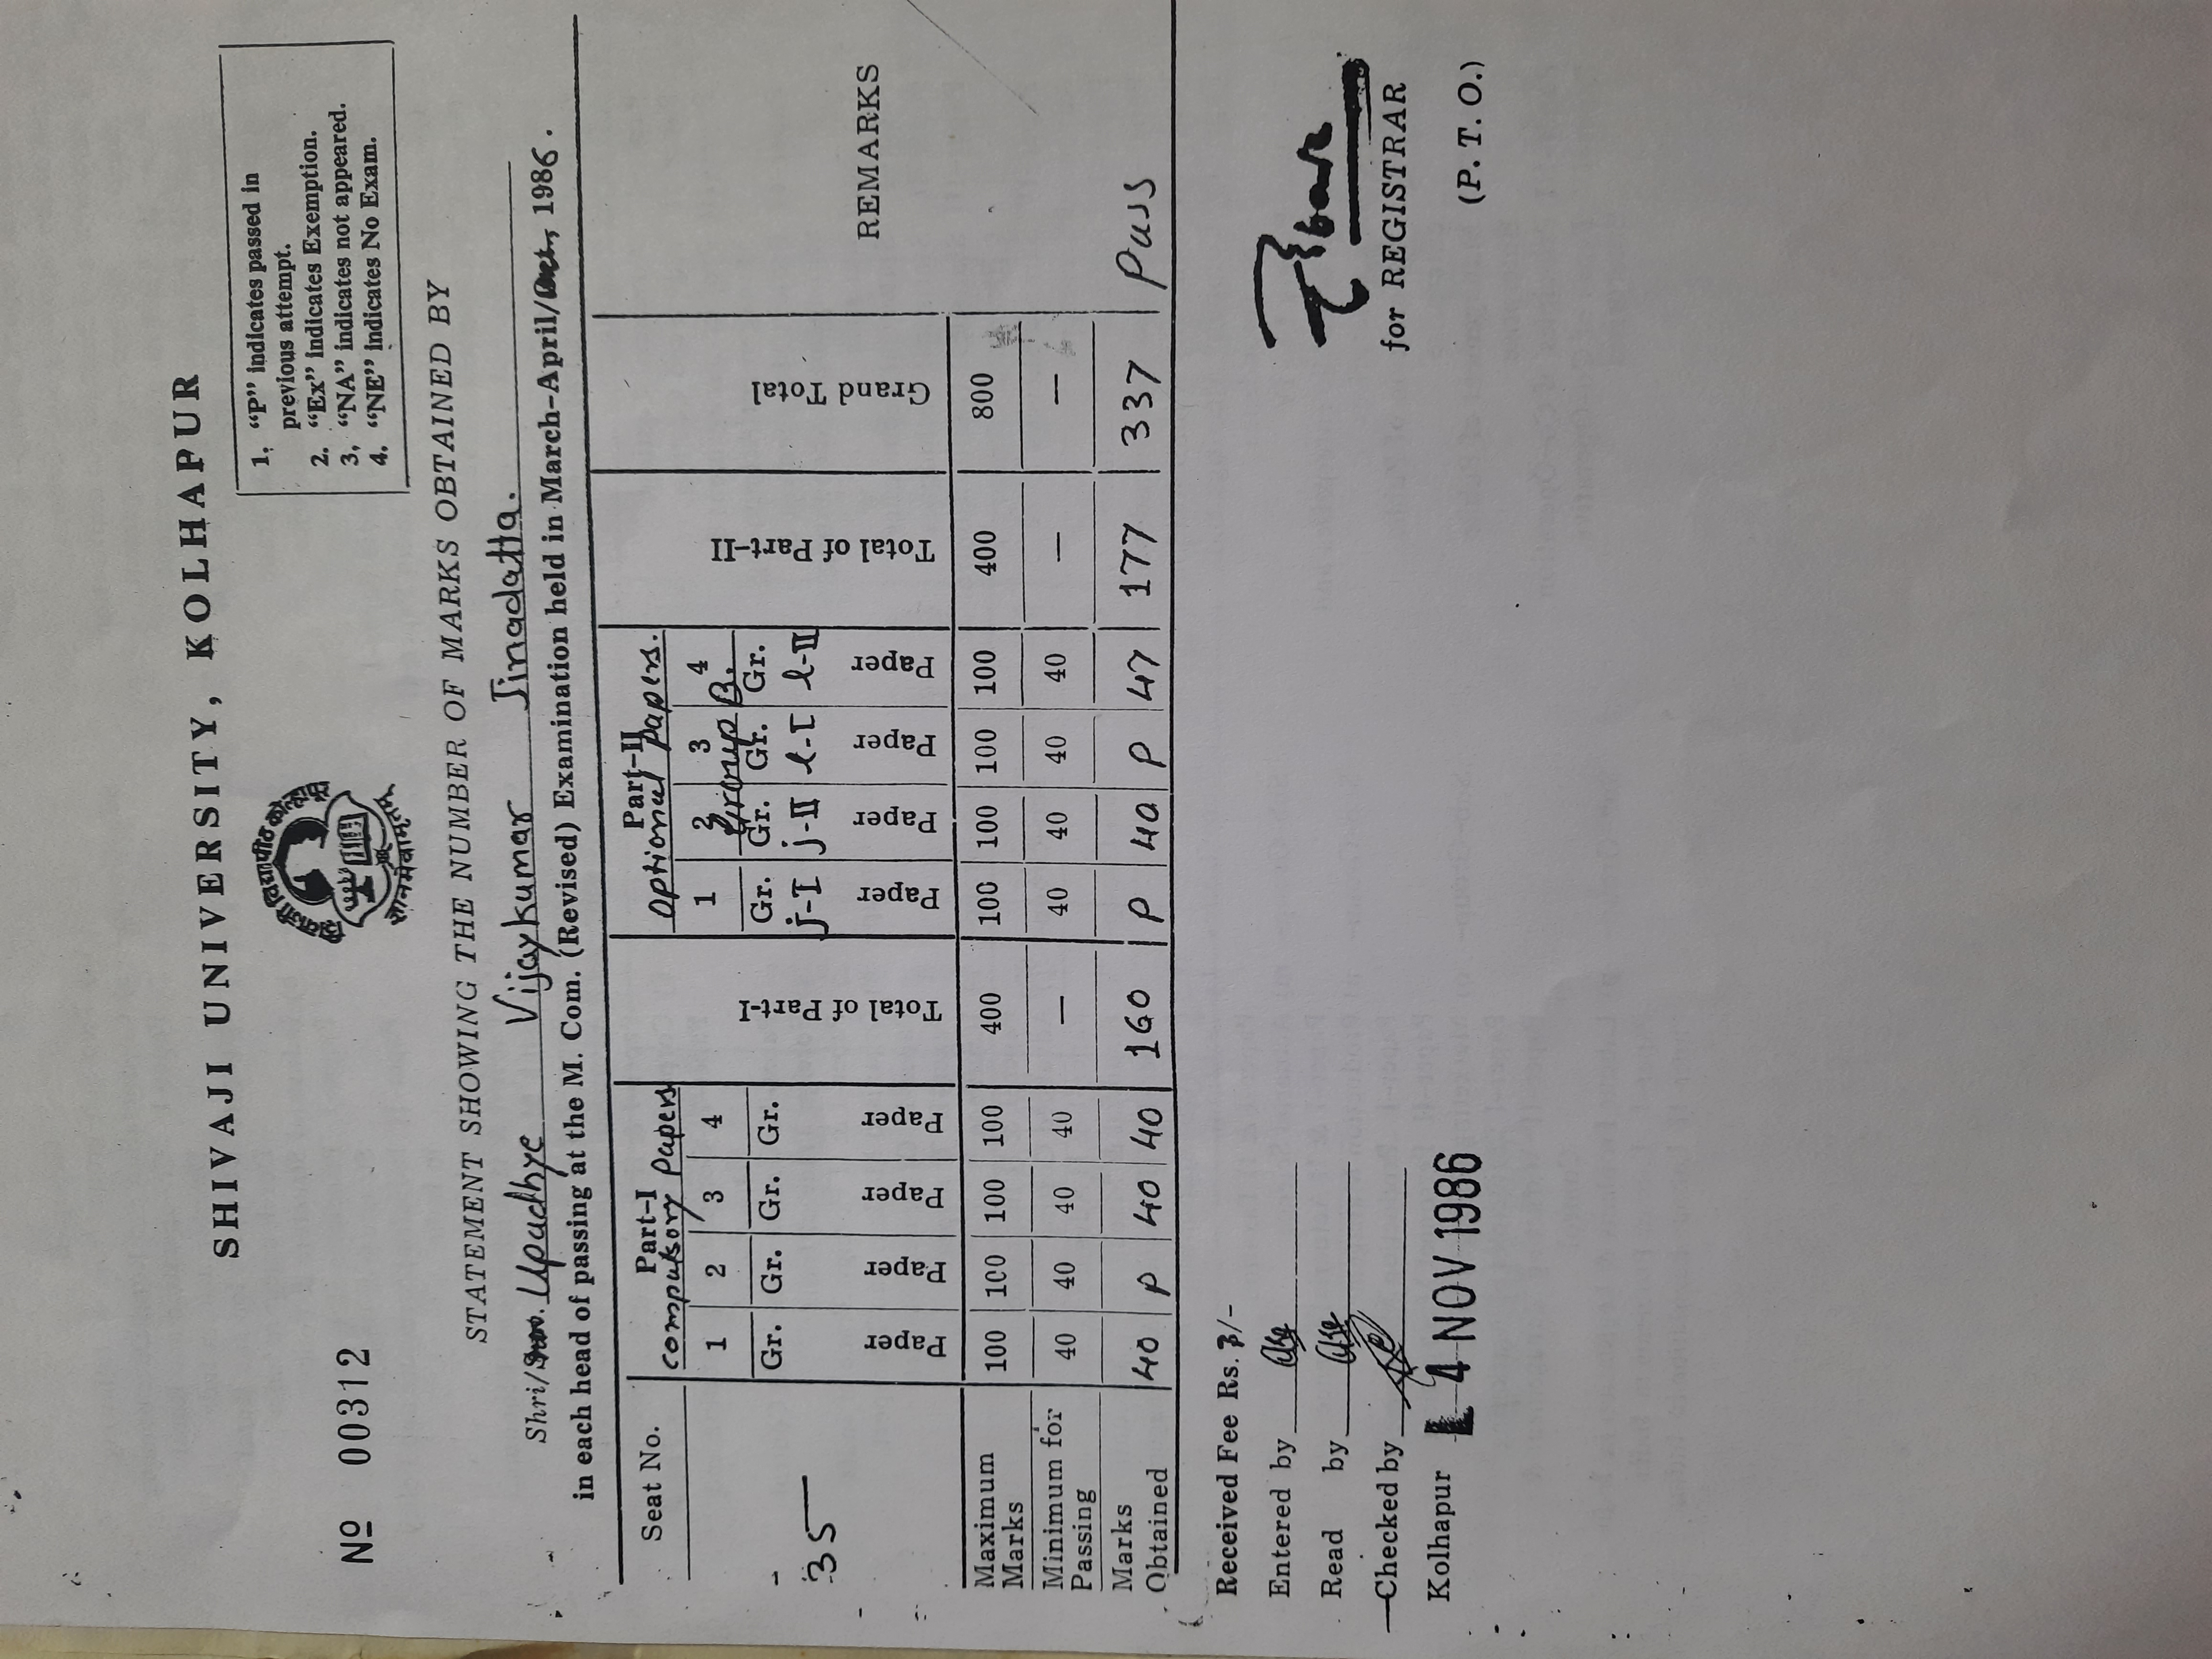 SHIVAJI UNIVERSITY, KOLHAPUR
No 00312
1. "P" indicates passed in
previous attempt.
2. "Ex" indicates Exemption.
3, "NA" indicates not appeared.
4. "NE" indicates No Exam.
STATEMENT SHOWING THE NUMBER OF MARKS OBTAINED BY
Shri/ Upadhye Vijaykumar Jinadatta.
in each head of passing at the M. Com. (Revised) Examination held in March-April/Oct., 1986.
Seat No. Part-I Total of Part-I Part-II Total of Part-II Grand Total REMARKS
compulsory Papers optional papers.
1 2 3 4 1 2 3 4
Group B.
Gr. Gr. Gr. Gr. Gr. Gr. Gr. Gr.
35 j-I j-II l-I l-II
Paper Paper Paper Paper Paper Paper Paper Paper
Maximum Marks 100 100 100 100 400 100 100 100 100 400 800
Minimum for Passing 40 40 40 40 — 40 40 40 40 — —
Marks Obtained 40 P 40 40 160 P 40 P 47 177 337 Pass
Received Fee Rs. 3/-
Entered by
Read by
Checked by
Kolhapur 4 NOV 1986
for REGISTRAR
(P. T. O.)